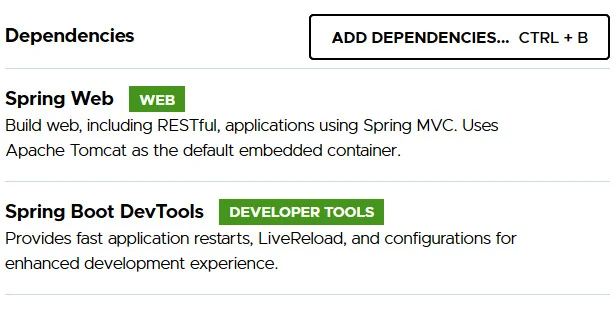 Dependencies
ADD DEPENDENCIES... CTRL + B
Spring Web WEB
Build web, including RESTful, applications using Spring MVC. Uses
Apache Tomcat as the default embedded container.
Spring Boot DevTools DEVELOPER TOOLS
Provides fast application restarts, LiveReload, and configurations for
enhanced development experience.